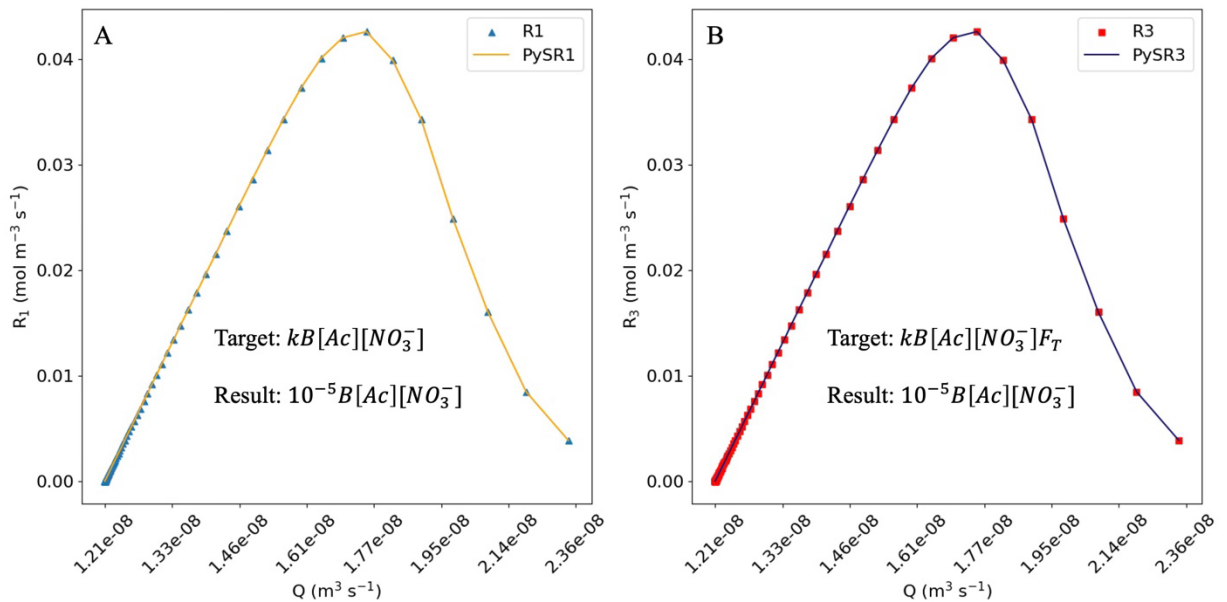 A
R1
PySR1
R₁ (mol m⁻³ s⁻¹)
0.04
0.03
0.02
0.01
0.00
Target: kB[Ac][NO₃⁻]
Result: 10⁻⁵B[Ac][NO₃⁻]
1.21e-08
1.33e-08
1.46e-08
1.61e-08
1.77e-08
1.95e-08
2.14e-08
2.36e-08
Q (m³ s⁻¹)
B
R3
PySR3
R₃ (mol m⁻³ s⁻¹)
0.04
0.03
0.02
0.01
0.00
Target: kB[Ac][NO₃⁻]F_T
Result: 10⁻⁵B[Ac][NO₃⁻]
1.21e-08
1.33e-08
1.46e-08
1.61e-08
1.77e-08
1.95e-08
2.14e-08
2.36e-08
Q (m³ s⁻¹)